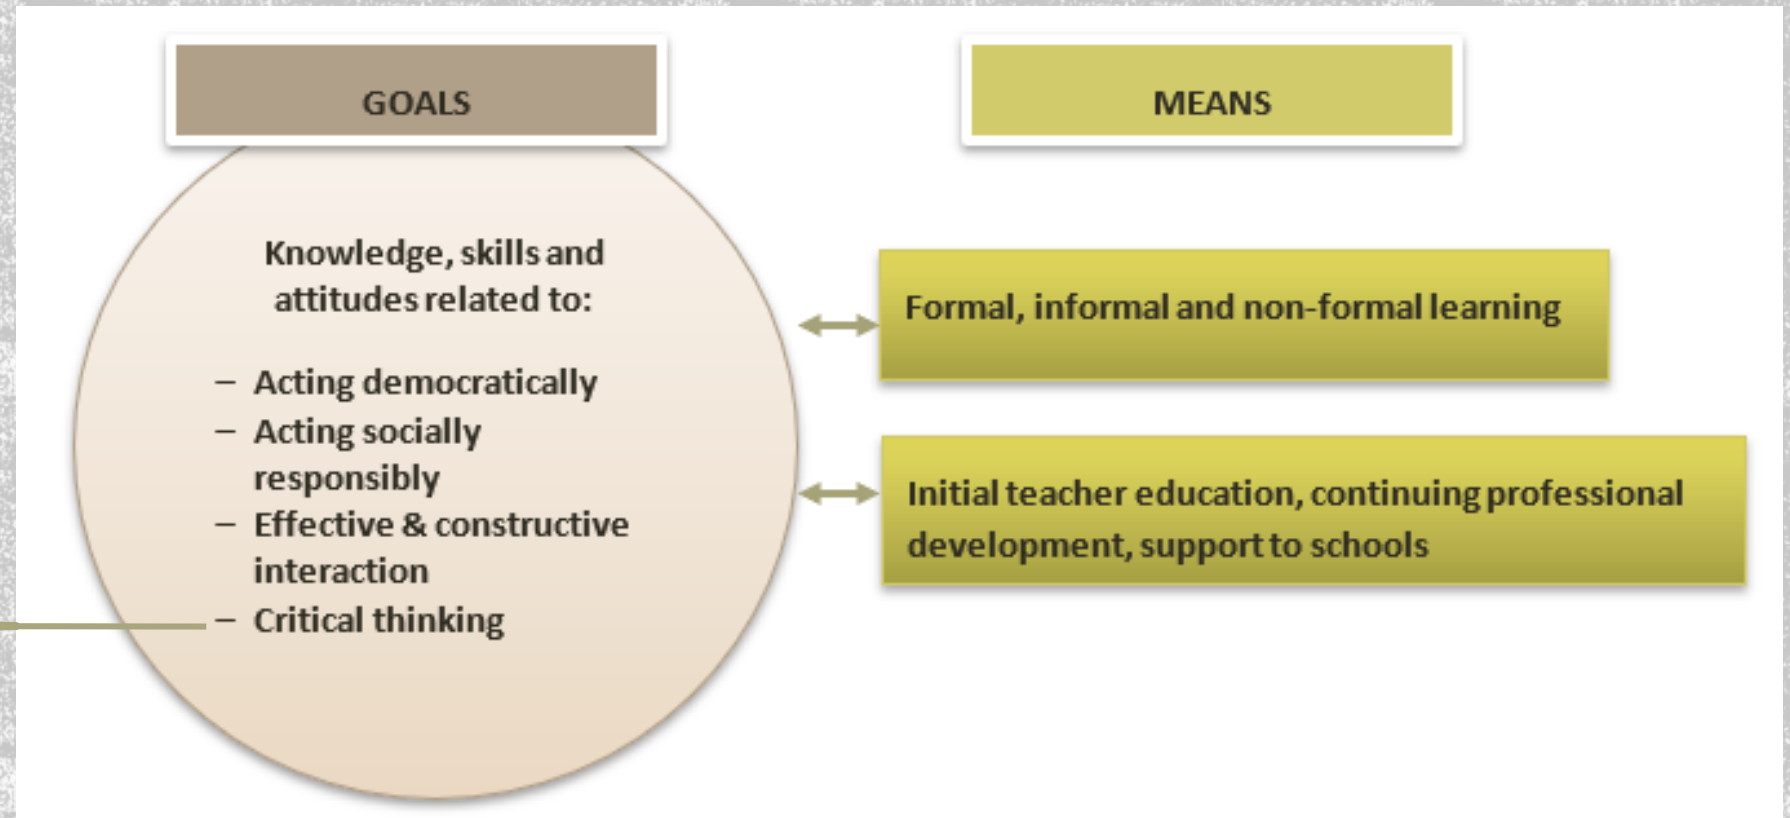 GOALS
MEANS
Knowledge, skills and
attitudes related to:
– Acting democratically
– Acting socially
responsibly
– Effective & constructive
interaction
– Critical thinking
Formal, informal and non-formal learning
Initial teacher education, continuing professional
development, support to schools